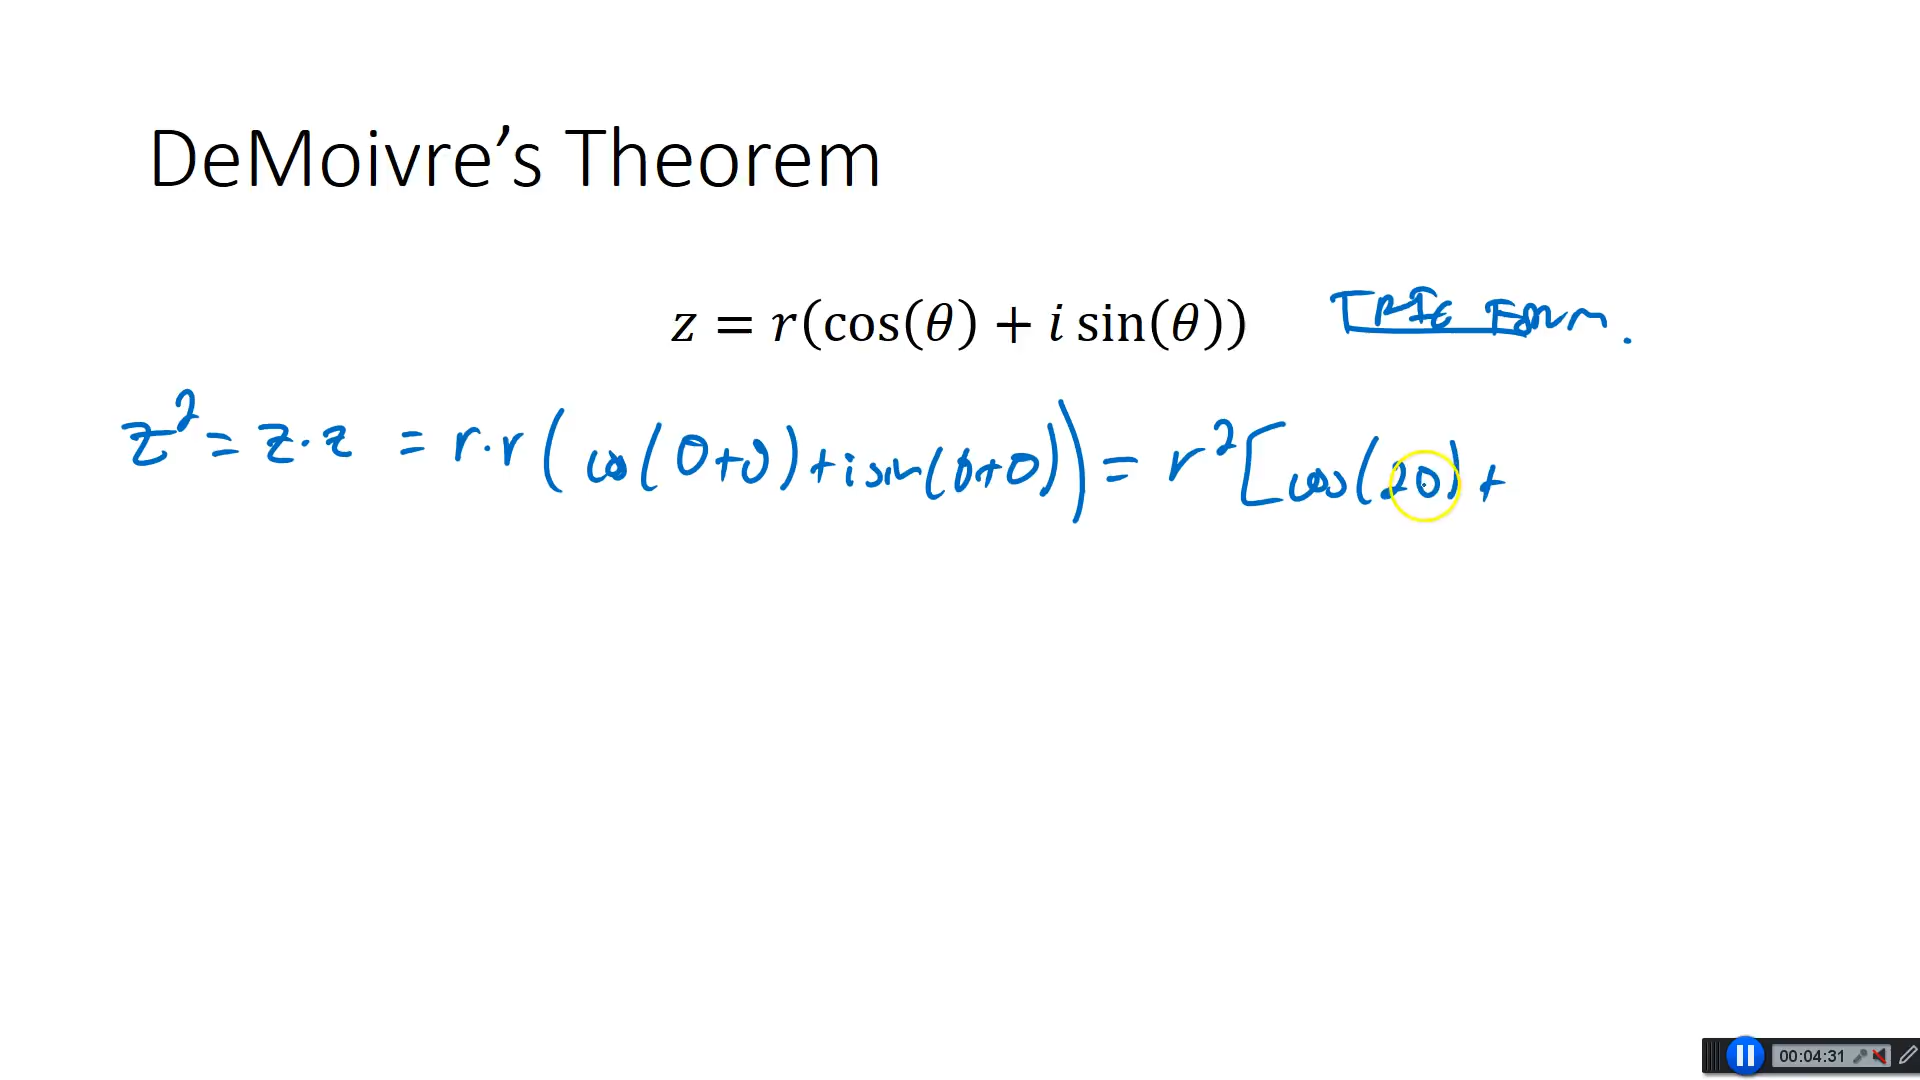 DeMoivre’s Theorem
z = r(cos(θ) + i sin(θ)) TRIG FORM.
z² = z·z = r·r(cos(θ+θ)+i sin(θ+θ)) = r²[cos(2θ) +
00:04:31